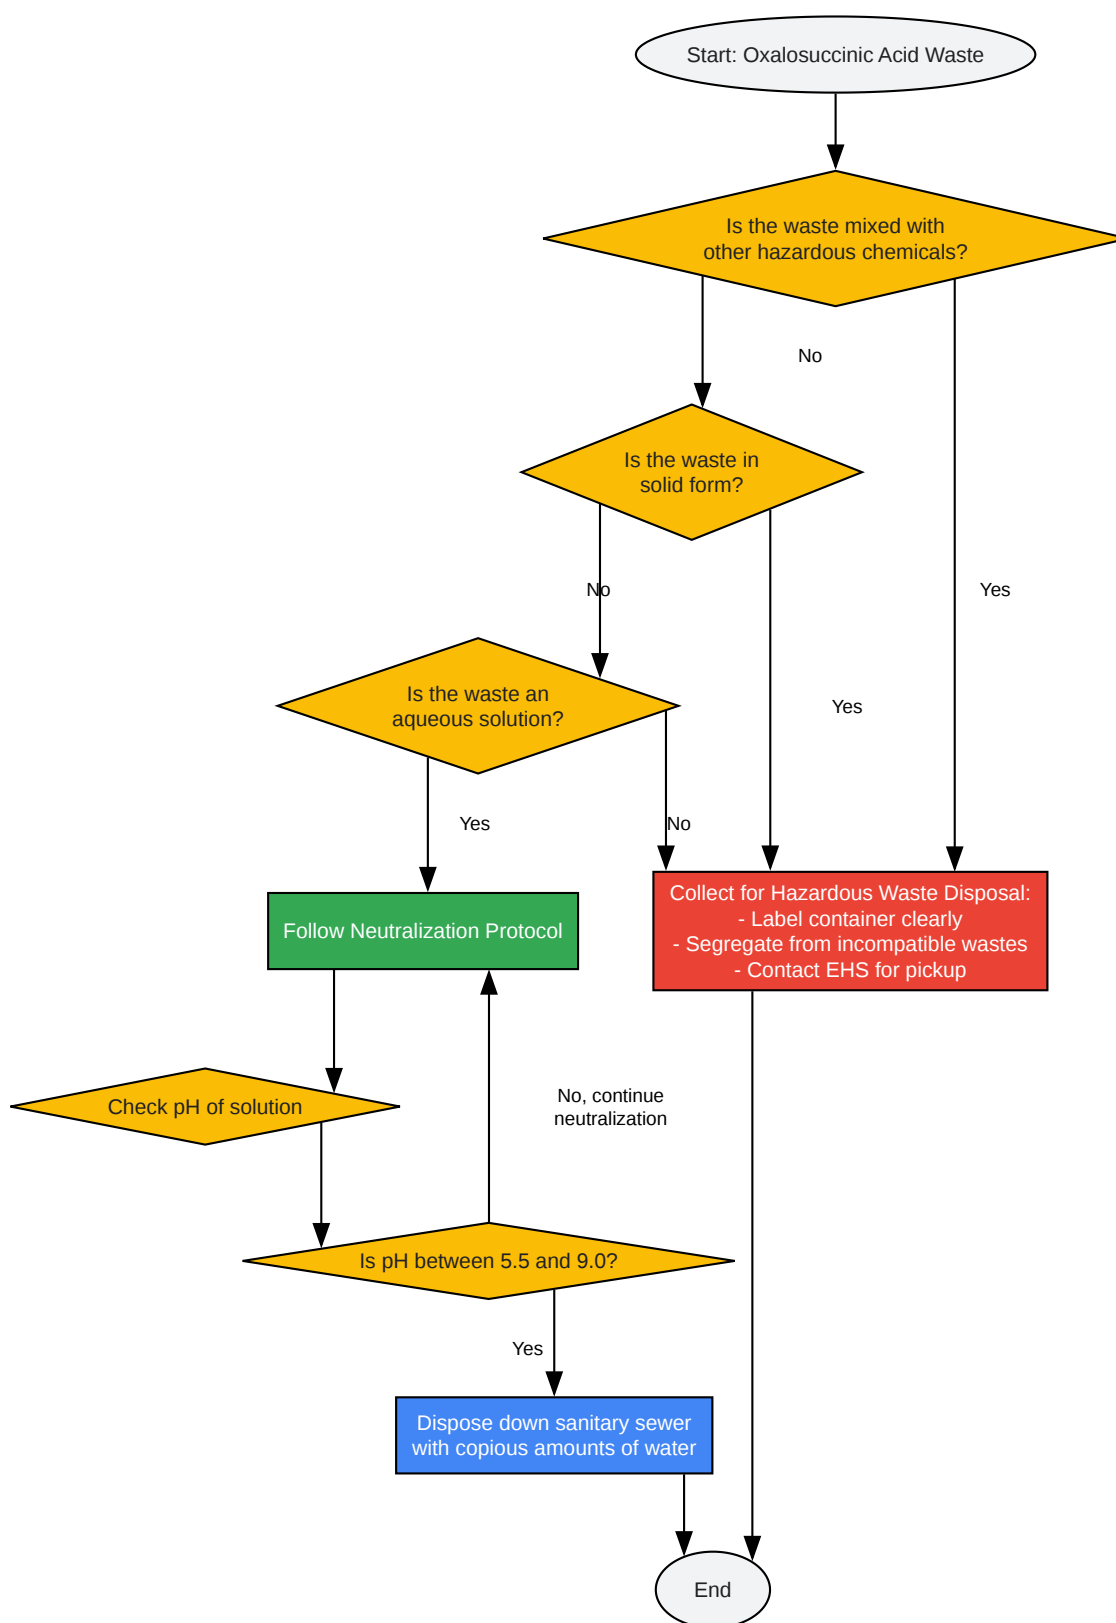 Start: Oxalosuccinic Acid Waste
Is the waste mixed with
other hazardous chemicals?
No
Is the waste in
solid form?
No
Yes
Is the waste an
aqueous solution?
Yes
Yes
No
Follow Neutralization Protocol
Collect for Hazardous Waste Disposal:
- Label container clearly
- Segregate from incompatible wastes
- Contact EHS for pickup
Check pH of solution
No, continue
neutralization
Is pH between 5.5 and 9.0?
Yes
Dispose down sanitary sewer
with copious amounts of water
End